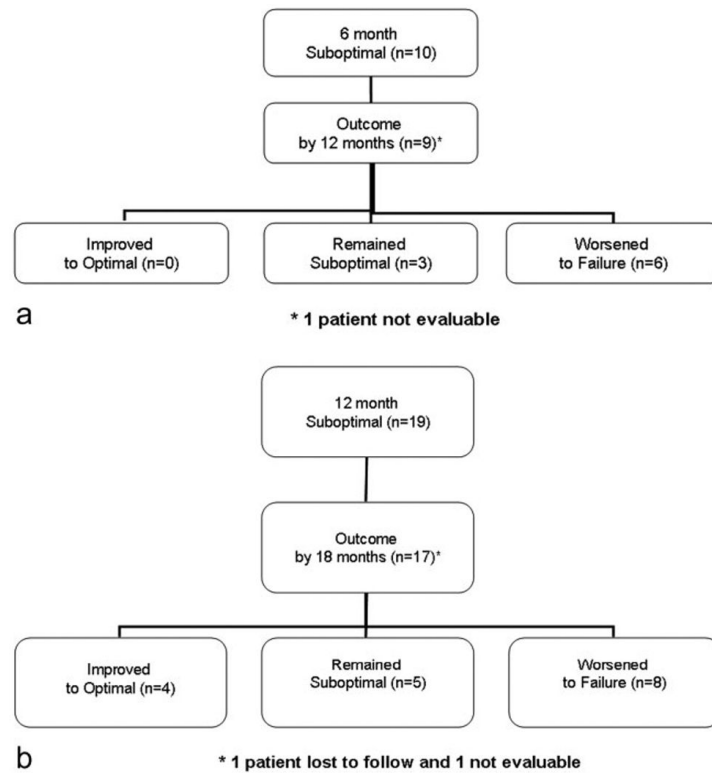 6 month
Suboptimal (n=10)
Outcome
by 12 months (n=9)*
Improved
to Optimal (n=0)
Remained
Suboptimal (n=3)
Worsened
to Failure (n=6)
a
* 1 patient not evaluable
12 month
Suboptimal (n=19)
Outcome
by 18 months (n=17)*
Improved
to Optimal (n=4)
Remained
Suboptimal (n=5)
Worsened
to Failure (n=8)
b
* 1 patient lost to follow and 1 not evaluable